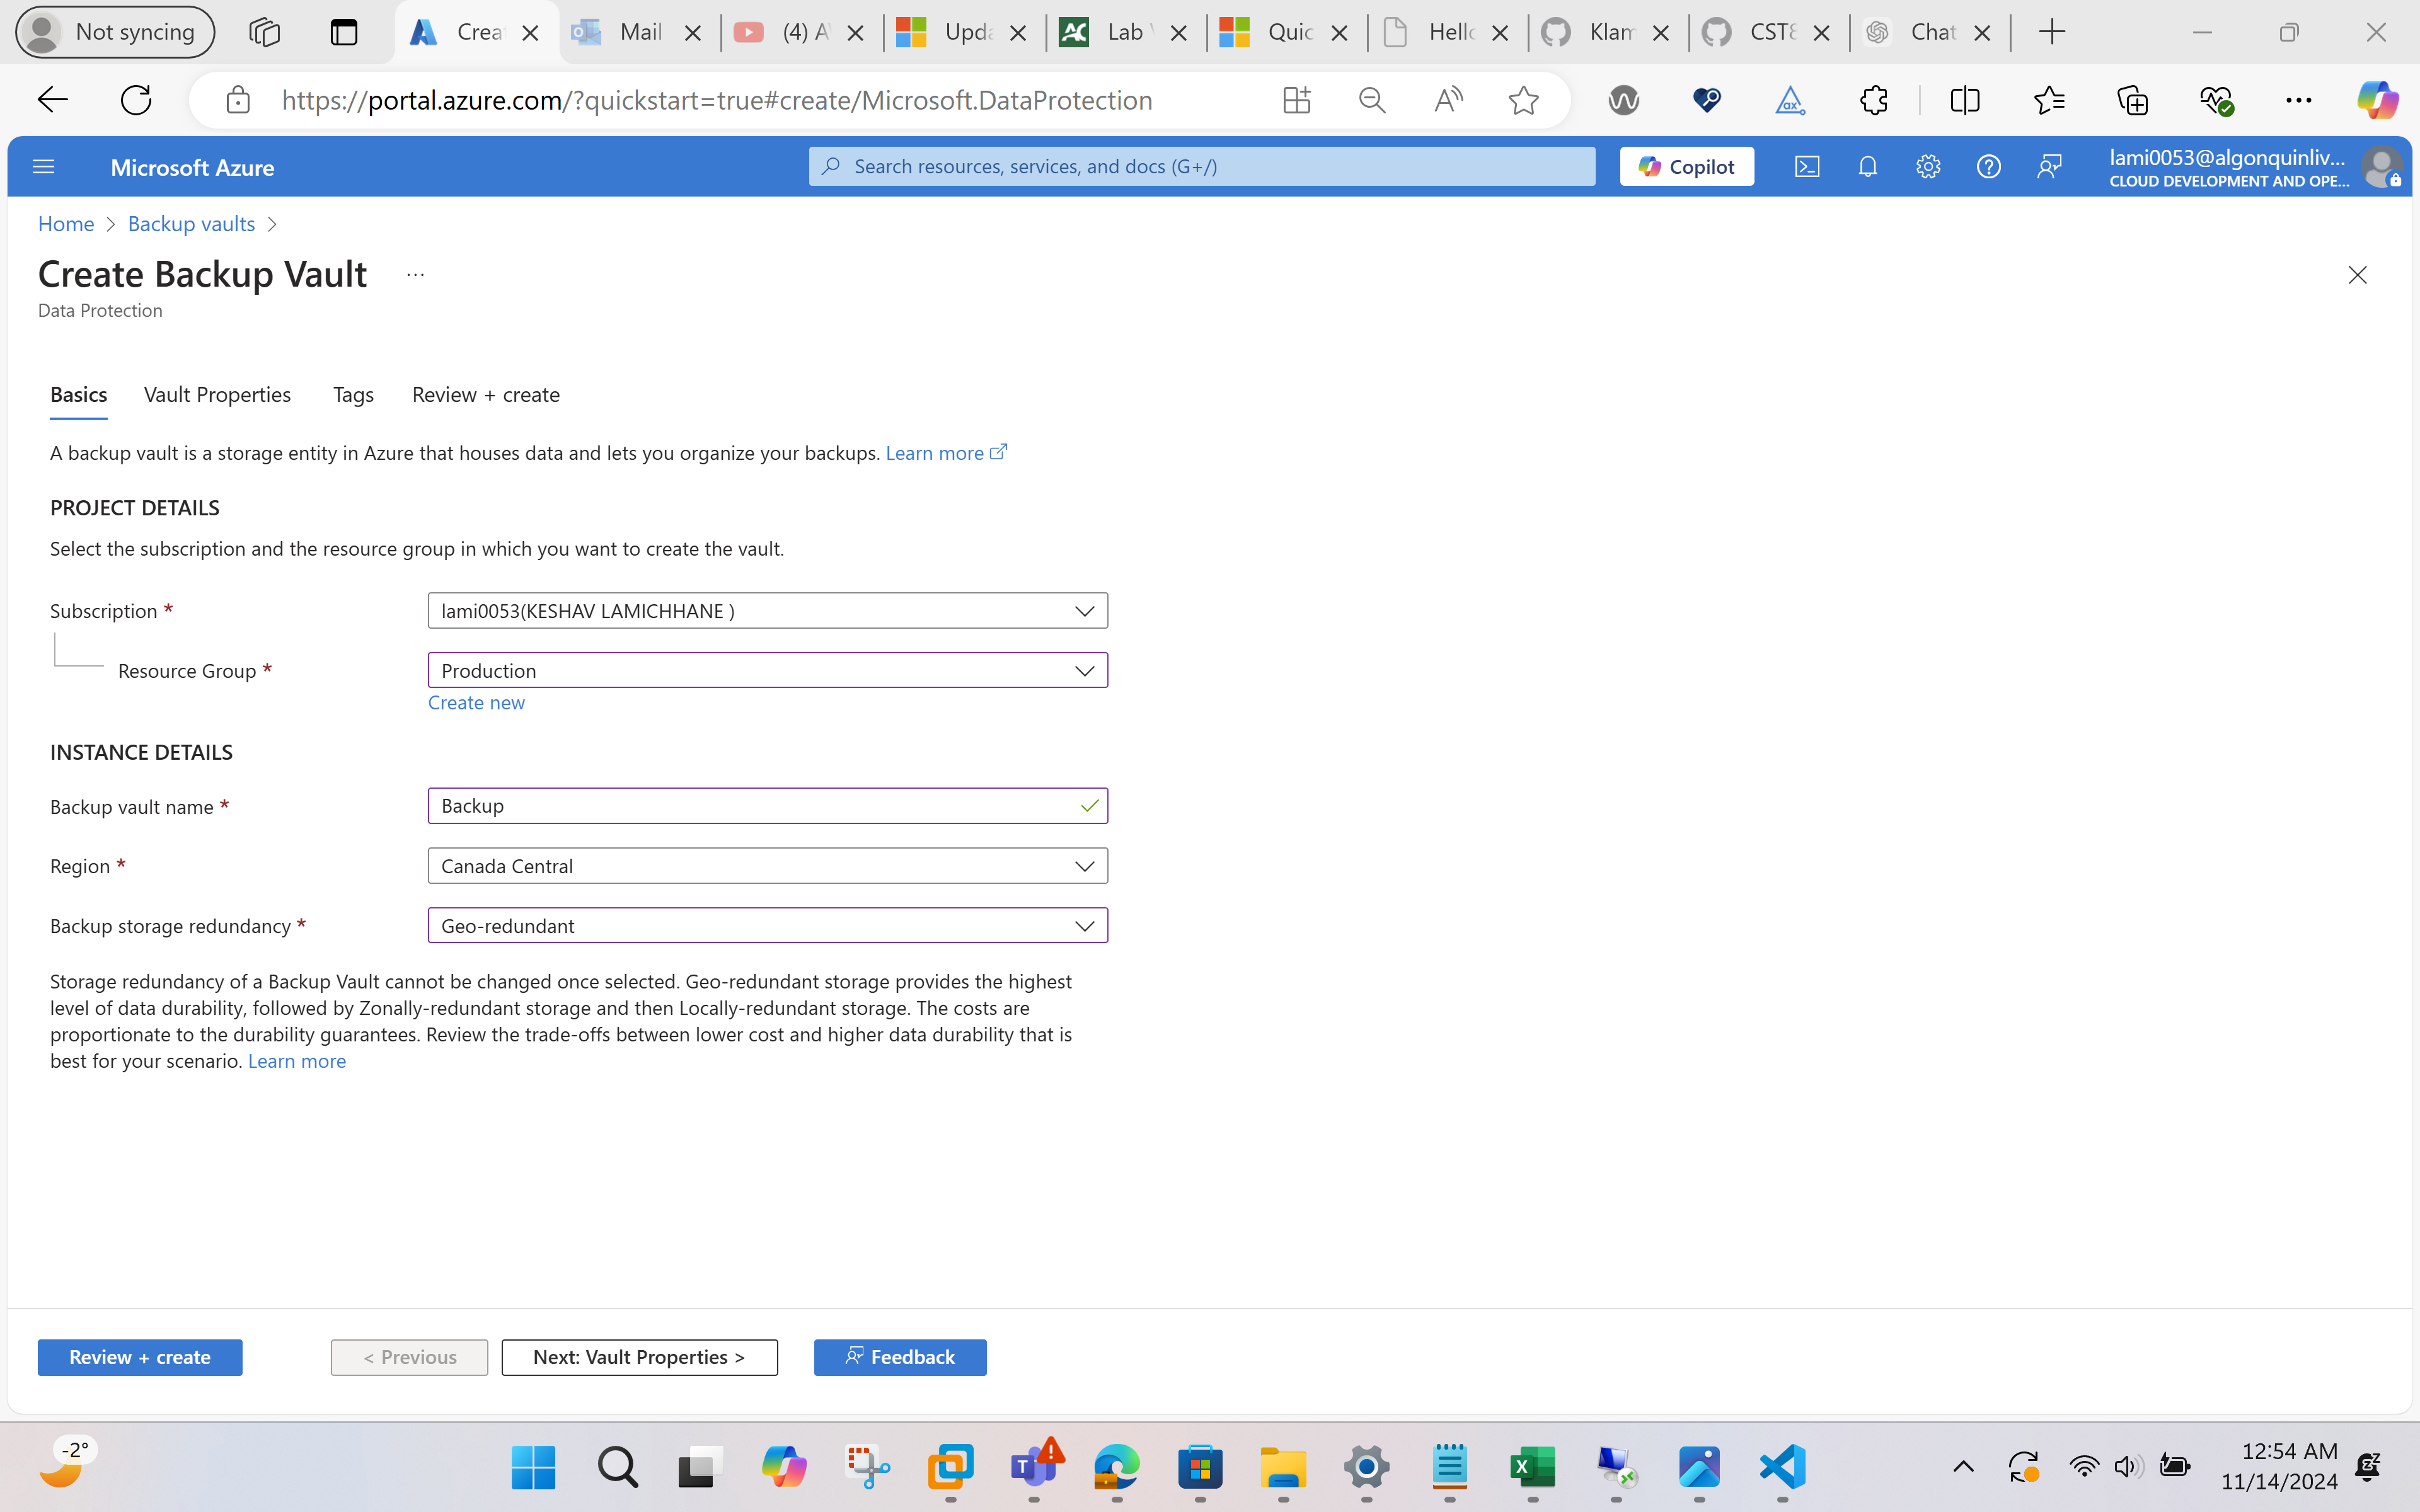 Not syncing
Crea
Mail
(4) A
Upda
Lab
Quic
Hello
Klam
CST8
Chat
https://portal.azure.com/?quickstart=true#create/Microsoft.DataProtection
Microsoft Azure
Search resources, services, and docs (G+/)
Copilot
lami0053@algonquinliv...
CLOUD DEVELOPMENT AND OPE...
Home > Backup vaults >
Create Backup Vault ...
Data Protection
Basics Vault Properties Tags Review + create
A backup vault is a storage entity in Azure that houses data and lets you organize your backups. Learn more
PROJECT DETAILS
Select the subscription and the resource group in which you want to create the vault.
Subscription * lami0053(KESHAV LAMICHHANE )
Resource Group * Production
Create new
INSTANCE DETAILS
Backup vault name * Backup
Region * Canada Central
Backup storage redundancy * Geo-redundant
Storage redundancy of a Backup Vault cannot be changed once selected. Geo-redundant storage provides the highest
level of data durability, followed by Zonally-redundant storage and then Locally-redundant storage. The costs are
proportionate to the durability guarantees. Review the trade-offs between lower cost and higher data durability that is
best for your scenario. Learn more
Review + create < Previous Next: Vault Properties > Feedback
-2°
12:54 AM
11/14/2024